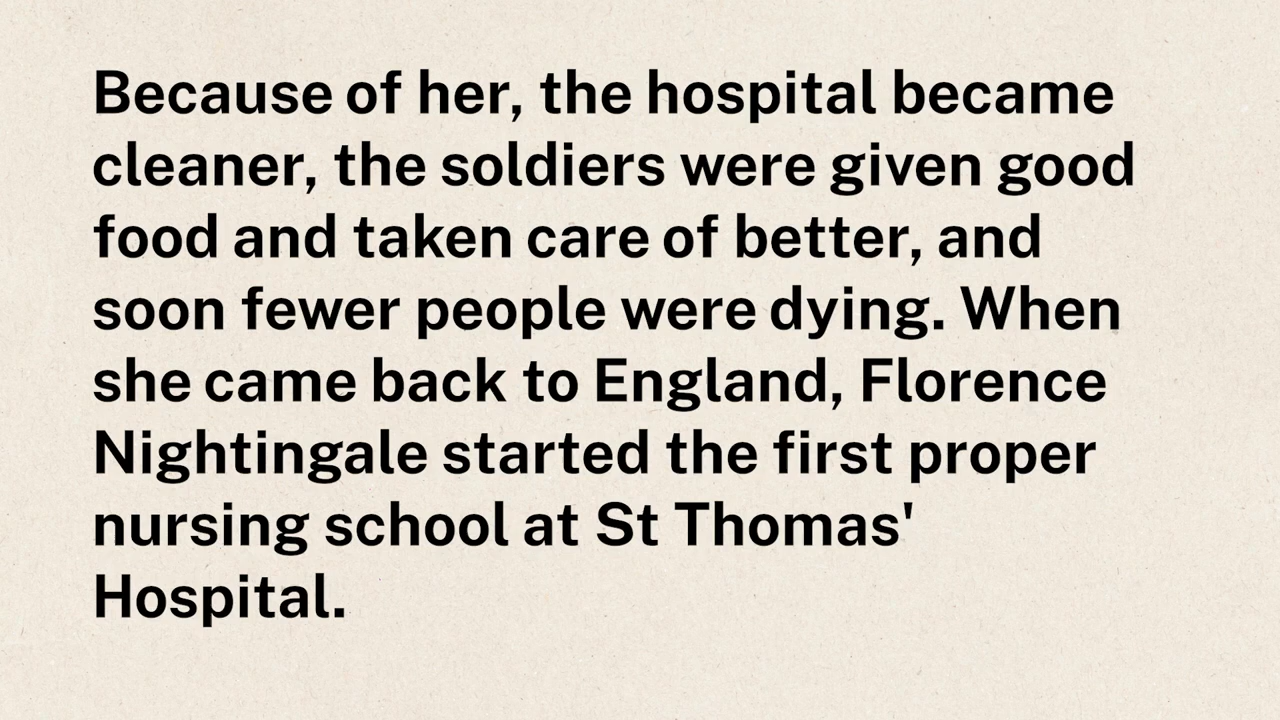 Because of her, the hospital became
cleaner, the soldiers were given good
food and taken care of better, and
soon fewer people were dying. When
she came back to England, Florence
Nightingale started the first proper
nursing school at St Thomas'
Hospital.